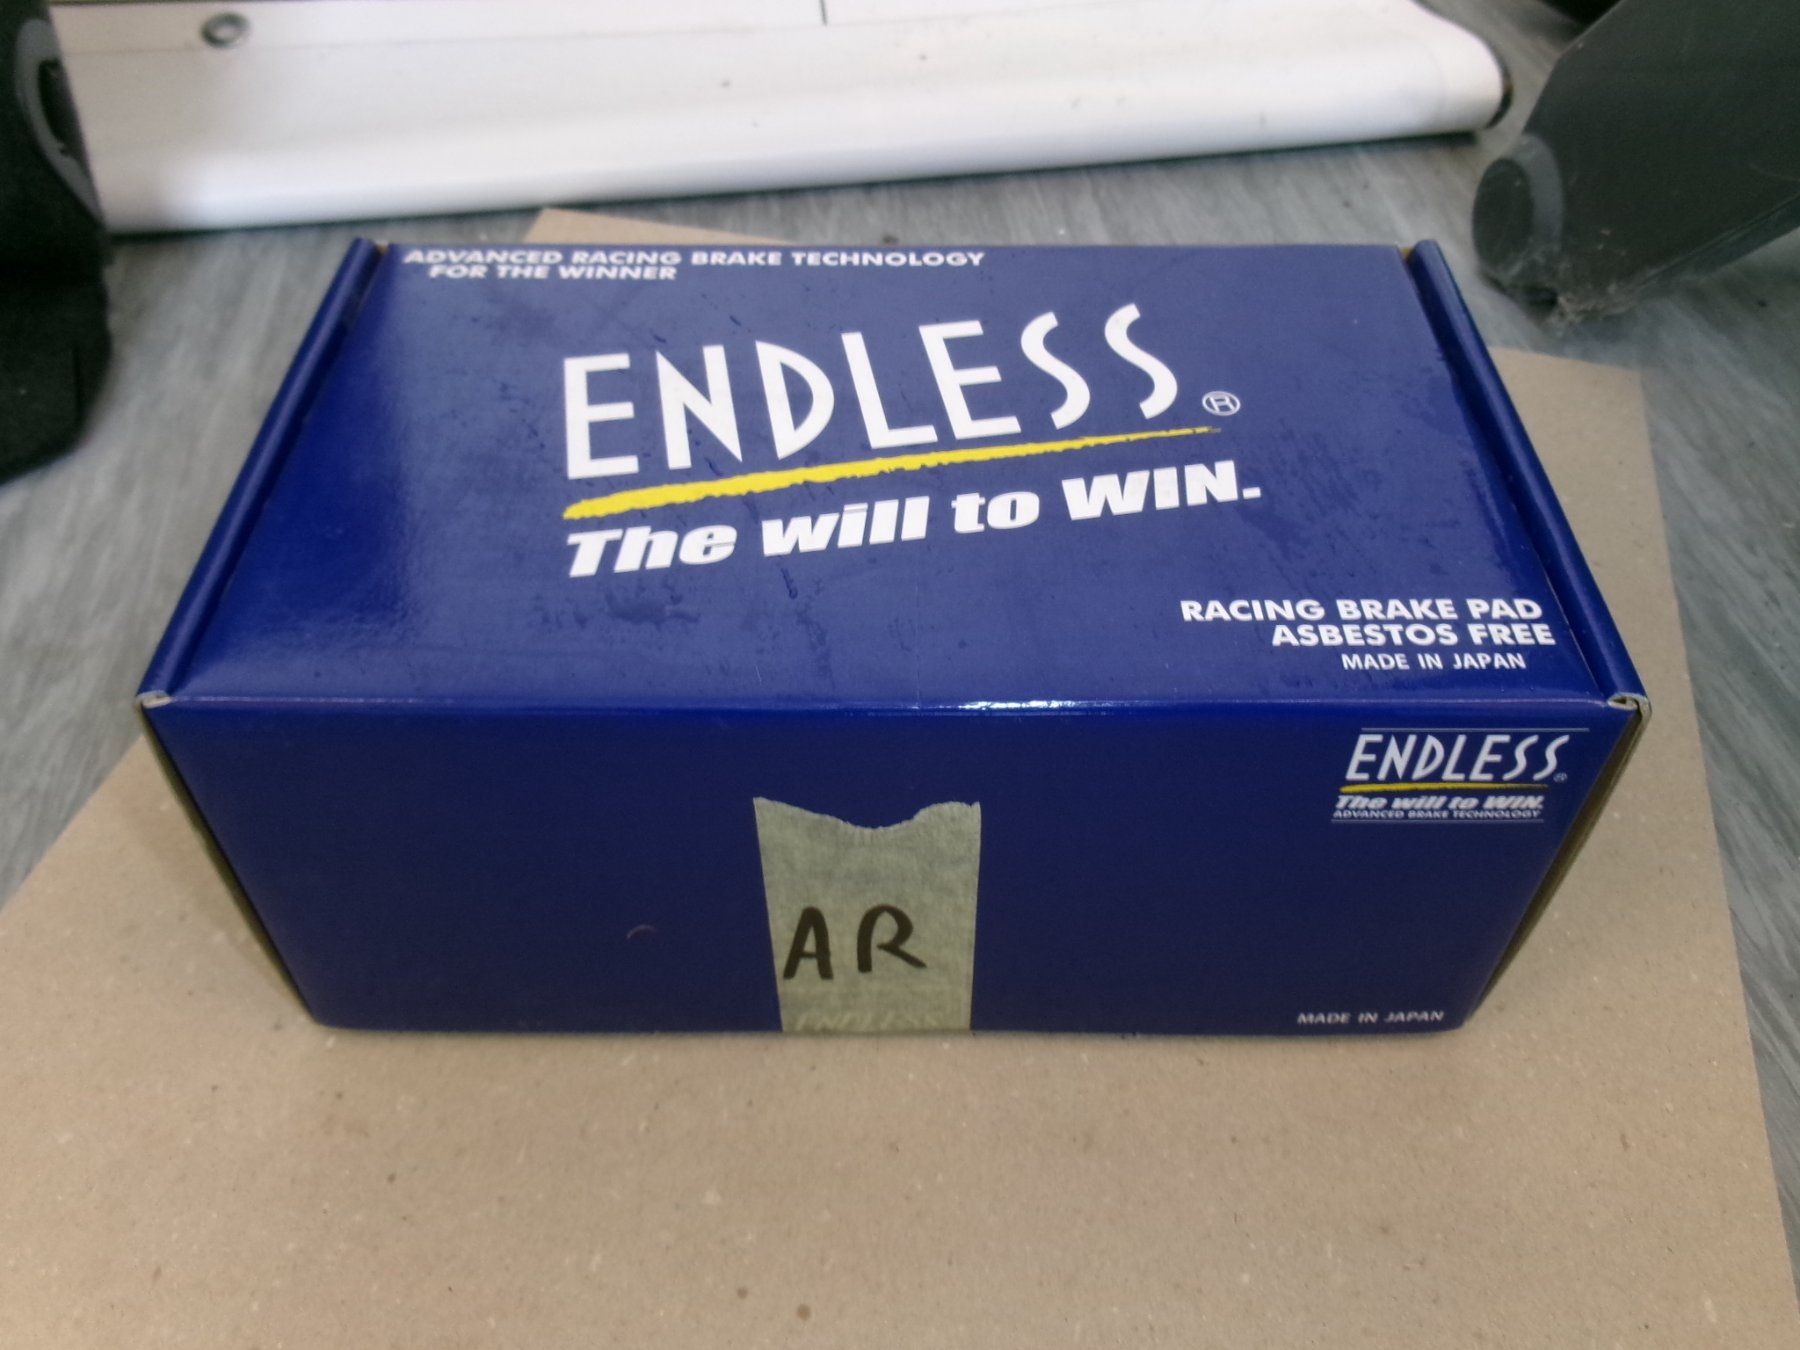 ADVANCED RACING BRAKE TECHNOLOGY
FOR THE WINNER
ENDLESS®
The will to WIN.
RACING BRAKE PAD
ASBESTOS FREE
MADE IN JAPAN
ENDLESS®
The will to WIN.
ADVANCED BRAKE TECHNOLOGY
AR
MADE IN JAPAN